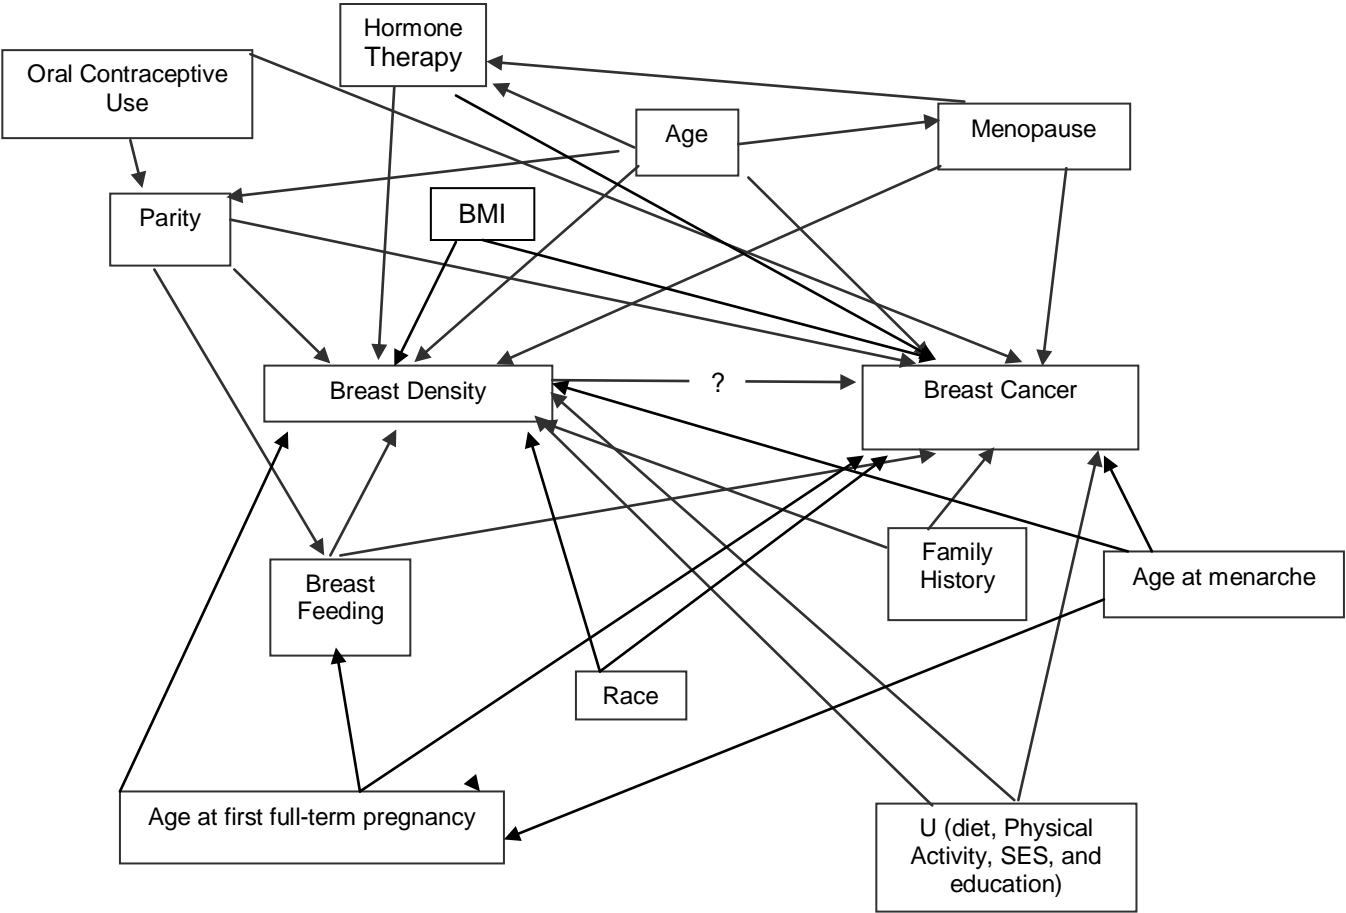 Hormone
Therapy
Oral Contraceptive
Use
Age
Menopause
Parity
BMI
Breast Density
?
Breast Cancer
Breast
Feeding
Family
History
Age at menarche
Race
Age at first full-term pregnancy
U (diet, Physical
Activity, SES, and
education)